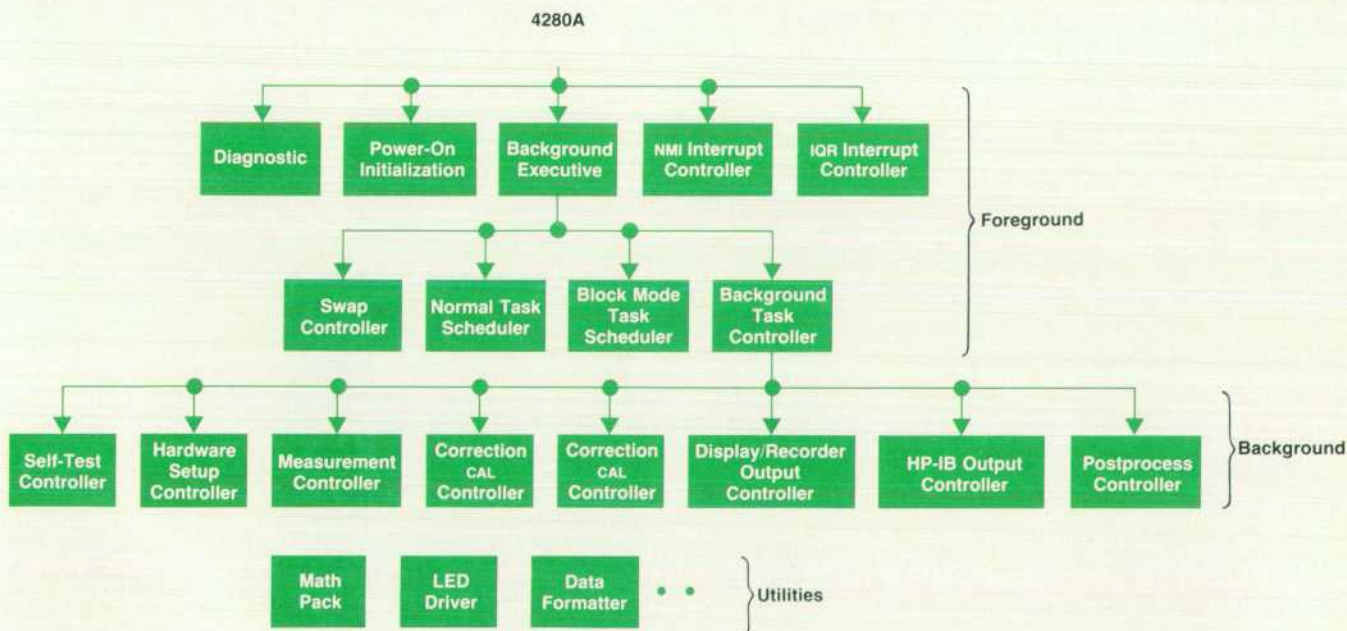 4280A
Diagnostic
Power-On
Initialization
Background
Executive
NMI Interrupt
Controller
IQR Interrupt
Controller
Foreground
Swap
Controller
Normal Task
Scheduler
Block Mode
Task
Scheduler
Background
Task
Controller
Self-Test
Controller
Hardware
Setup
Controller
Measurement
Controller
Correction
CAL
Controller
Correction
CAL
Controller
Display/Recorder
Output
Controller
HP-IB Output
Controller
Postprocess
Controller
Background
Math
Pack
LED
Driver
Data
Formatter
Utilities